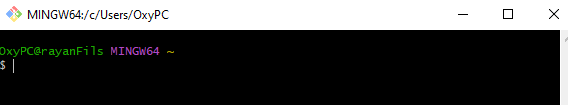 MINGW64:/c/Users/OxyPC
OxyPC@rayanFils MINGW64 ~
$